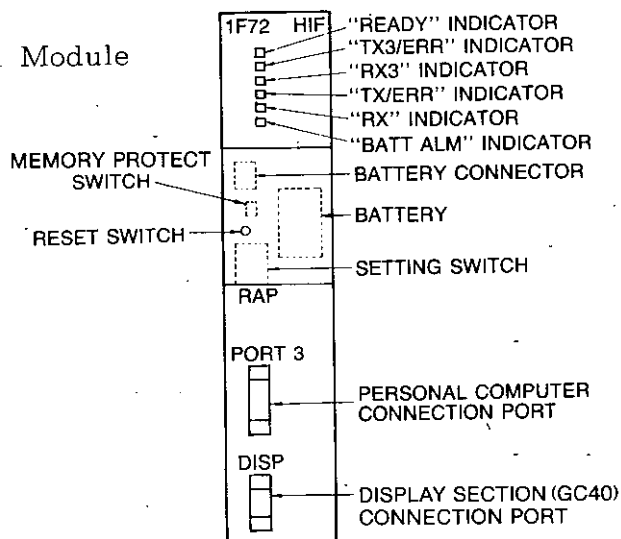 Module
1F72 HIF
"READY" INDICATOR
"TX3/ERR" INDICATOR
"RX3" INDICATOR
"TX/ERR" INDICATOR
"RX" INDICATOR
"BATT ALM" INDICATOR
MEMORY PROTECT
SWITCH
RESET SWITCH
BATTERY CONNECTOR
BATTERY
SETTING SWITCH
RAP
PORT 3
PERSONAL COMPUTER
CONNECTION PORT
DISP
DISPLAY SECTION (GC40)
CONNECTION PORT